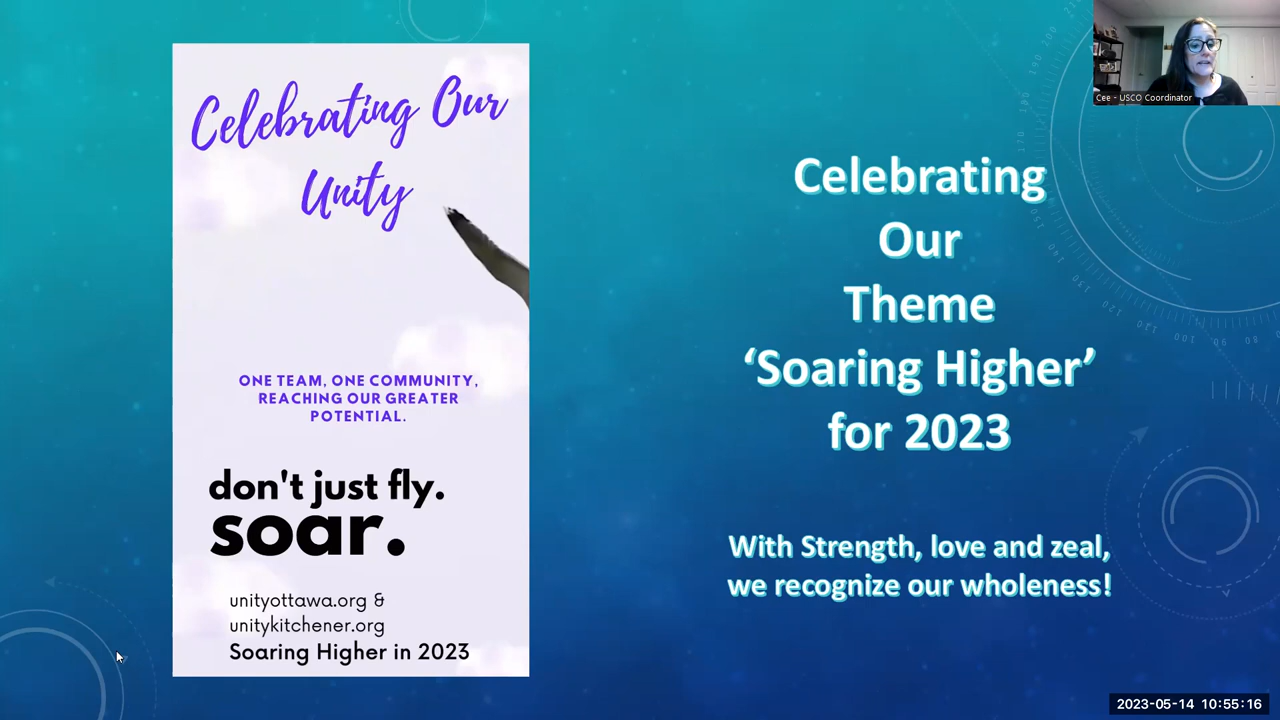 Celebrating Our
Unity
ONE TEAM, ONE COMMUNITY,
REACHING OUR GREATER
POTENTIAL.
don't just fly.
soar.
unityottawa.org &
unitykitchener.org
Soaring Higher in 2023
Celebrating
Our
Theme
‘Soaring Higher’
for 2023
With Strength, love and zeal,
we recognize our wholeness!
Cee - USCO Coordinator
2023-05-14 10:55:16